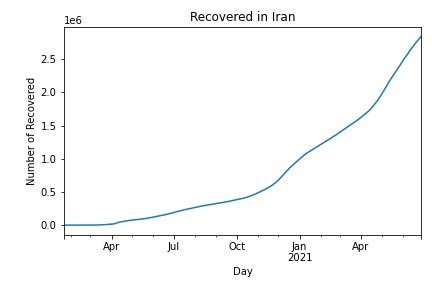 Recovered in Iran
1e6
2.5
2.0
1.5
1.0
0.5
0.0
Number of Recovered
Apr Jul Oct Jan Apr
2021
Day